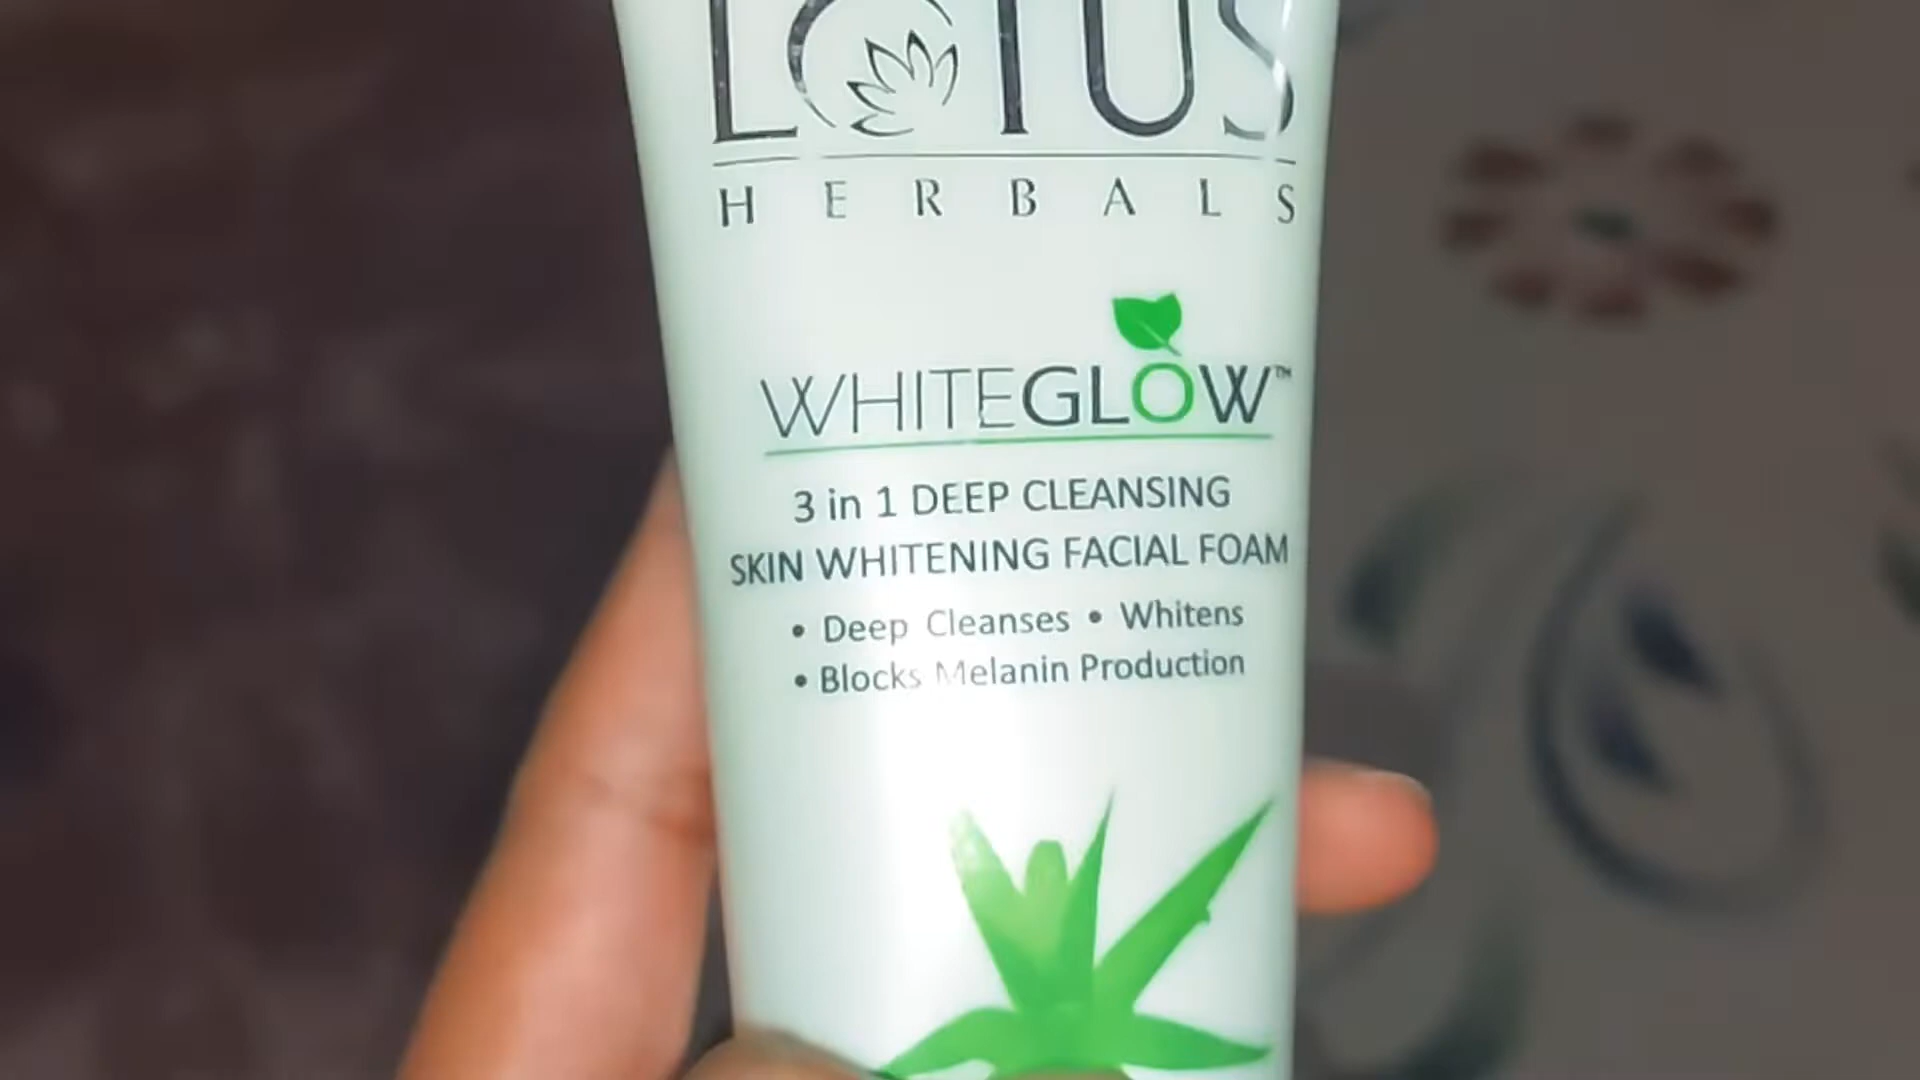 LOTUS
HERBALS
WHITEGLOW™
3 in 1 DEEP CLEANSING
SKIN WHITENING FACIAL FOAM
• Deep Cleanses • Whitens
• Blocks Melanin Production